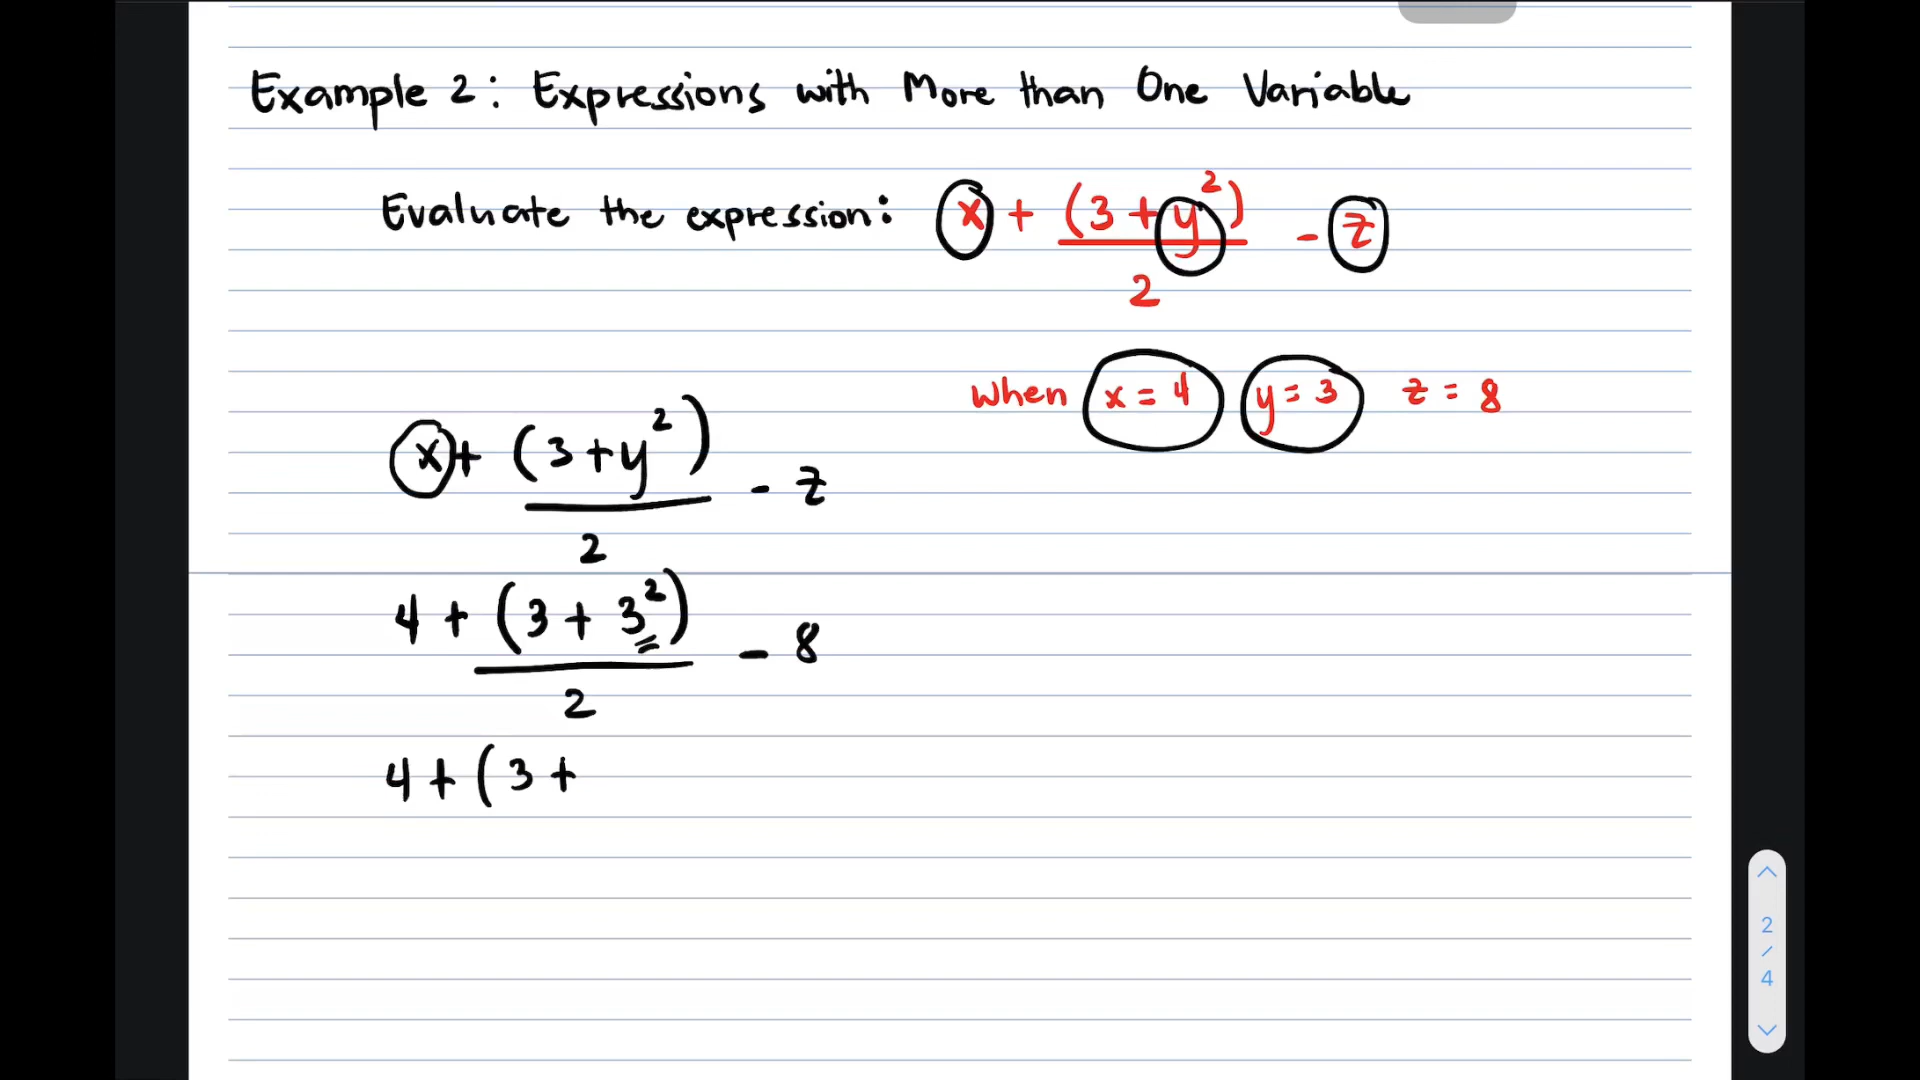 Example 2: Expressions with More than One Variable
Evaluate the expression: x + (3 + y²) - z
2
When x = 4 y = 3 z = 8
x + (3 + y²) - z
2
4 + (3 + 3²) - 8
2
4 + (3 +
2
/
4